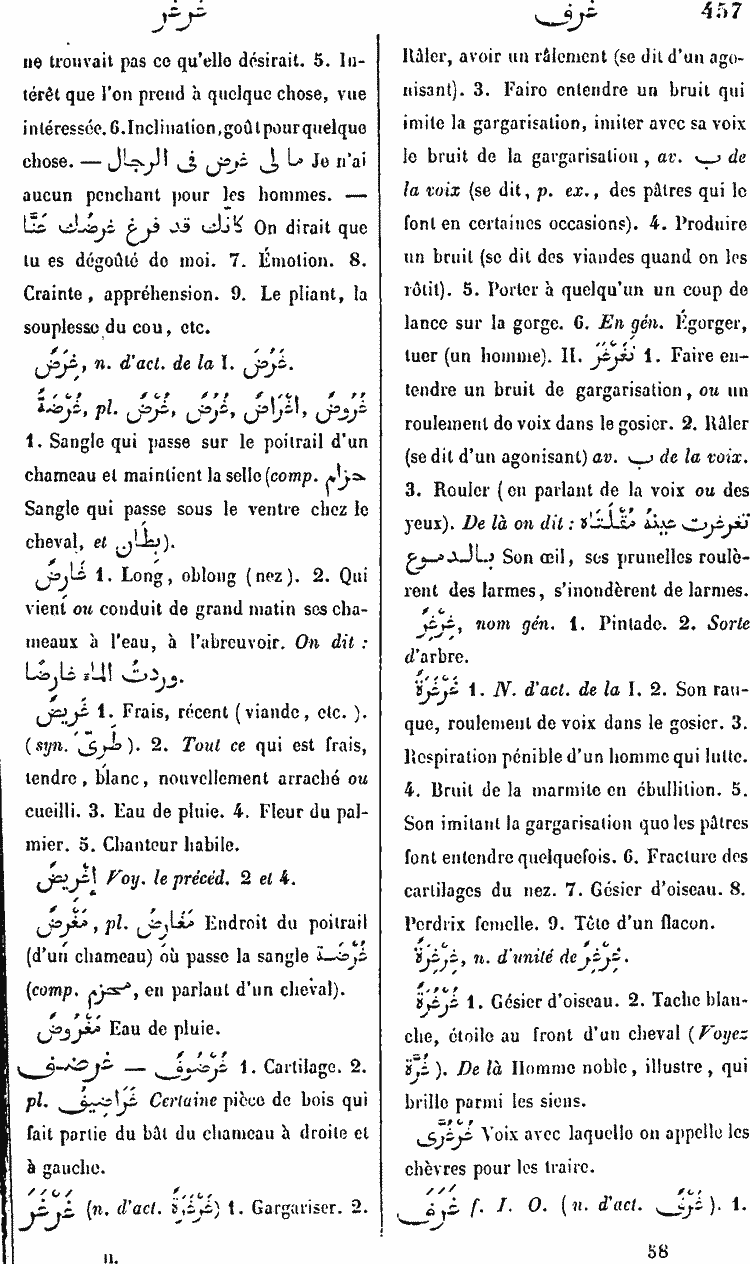 غرغر
غرف
457
ne trouvait pas ce qu'elle désirait. 5. In-
térêt que l'on prend à quelque chose, vue
intéressée. 6. Inclination, goût pour quelque
chose. — ما لى غرض فى الرجال Je n'ai
aucun penchant pour les hommes. —
كأنّك قد فرغ غرضك عنّا On dirait que
tu es dégoûté de moi. 7. Émotion. 8.
Crainte, appréhension. 9. Le pliant, la
souplesse du cou, etc.
غَرْضٌ, n. d'act. de la I. غَرَضَ.
غُرْضَةٌ, pl. غُرْضٌ, غُرُضٌ, أَغْرَاضٌ, غُرُوضٌ
1. Sangle qui passe sur le poitrail d'un
chameau et maintient la selle (comp. حزام
Sangle qui passe sous le ventre chez le
cheval, et بِطَان).
غَارِضٌ 1. Long, oblong (nez). 2. Qui
vient ou conduit de grand matin ses cha-
meaux à l'eau, à l'abreuvoir. On dit :
وردتُ الماء غارضًا.
غَرِيضٌ 1. Frais, récent (viande, etc.).
(syn. طَرِىّ). 2. Tout ce qui est frais,
tendre, blanc, nouvellement arraché ou
cueilli. 3. Eau de pluie. 4. Fleur du pal-
mier. 5. Chanteur habile.
إِغْرِيضٌ Voy. le précéd. 2 et 4.
مَغْرِضٌ, pl. مَغَارِضُ Endroit du poitrail
(d'un chameau) où passe la sangle غُرْضَة
(comp. محزم, en parlant d'un cheval).
مَغْرُوضٌ Eau de pluie.
غرضف — غُرْضُوفٌ 1. Cartilage. 2.
pl. غَرَاضِيفُ Certaine pièce de bois qui
fait partie du bât du chameau à droite et
à gauche.
غَرْغَرَ (n. d'act. غَرْغَرَةٌ) 1. Gargariser. 2.
II.
Râler, avoir un râlement (se dit d'un ago-
nisant). 3. Faire entendre un bruit qui
imite la gargarisation, imiter avec sa voix
le bruit de la gargarisation, av. ب de
la voix (se dit, p. ex., des pâtres qui le
font en certaines occasions). 4. Produire
un bruit (se dit des viandes quand on les
rôtit). 5. Porter à quelqu'un un coup de
lance sur la gorge. 6. En gén. Égorger,
tuer (un homme). II. تَغَرْغَرَ 1. Faire en-
tendre un bruit de gargarisation, ou un
roulement de voix dans le gosier. 2. Râler
(se dit d'un agonisant) av. ب de la voix.
3. Rouler (en parlant de la voix ou des
yeux). De là on dit : تغرغرت عينهُ مُقْلَتَاهُ
بالدموع Son œil, ses prunelles roulè-
rent des larmes, s'inondèrent de larmes.
غِرْغِرٌ, nom gén. 1. Pintade. 2. Sorte
d'arbre.
غَرْغَرَةٌ 1. N. d'act. de la I. 2. Son rau-
que, roulement de voix dans le gosier. 3.
Respiration pénible d'un homme qui lutte.
4. Bruit de la marmite en ébullition. 5.
Son imitant la gargarisation que les pâtres
font entendre quelquefois. 6. Fracture des
cartilages du nez. 7. Gésier d'oiseau. 8.
Perdrix femelle. 9. Tête d'un flacon.
غِرْغِرَةٌ, n. d'unité de غِرْغِرٌ.
غُرْغُرَةٌ 1. Gésier d'oiseau. 2. Tache blan-
che, étoile au front d'un cheval (Voyez
غُرَّةٌ). De là Homme noble, illustre, qui
brille parmi les siens.
غُرْغُرَّى Voix avec laquelle on appelle les
chèvres pour les traire.
غَرَفَ f. I. O. (n. d'act. غَرْفٌ). 1.
58